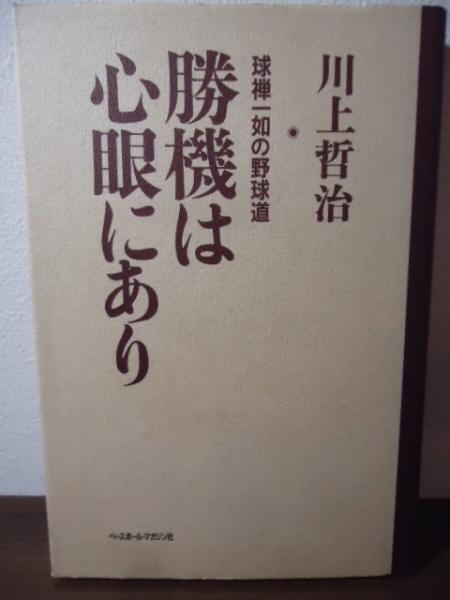 川上哲治
球禅一如の野球道
勝機は
心眼にあり
ベースボール・マガジン社